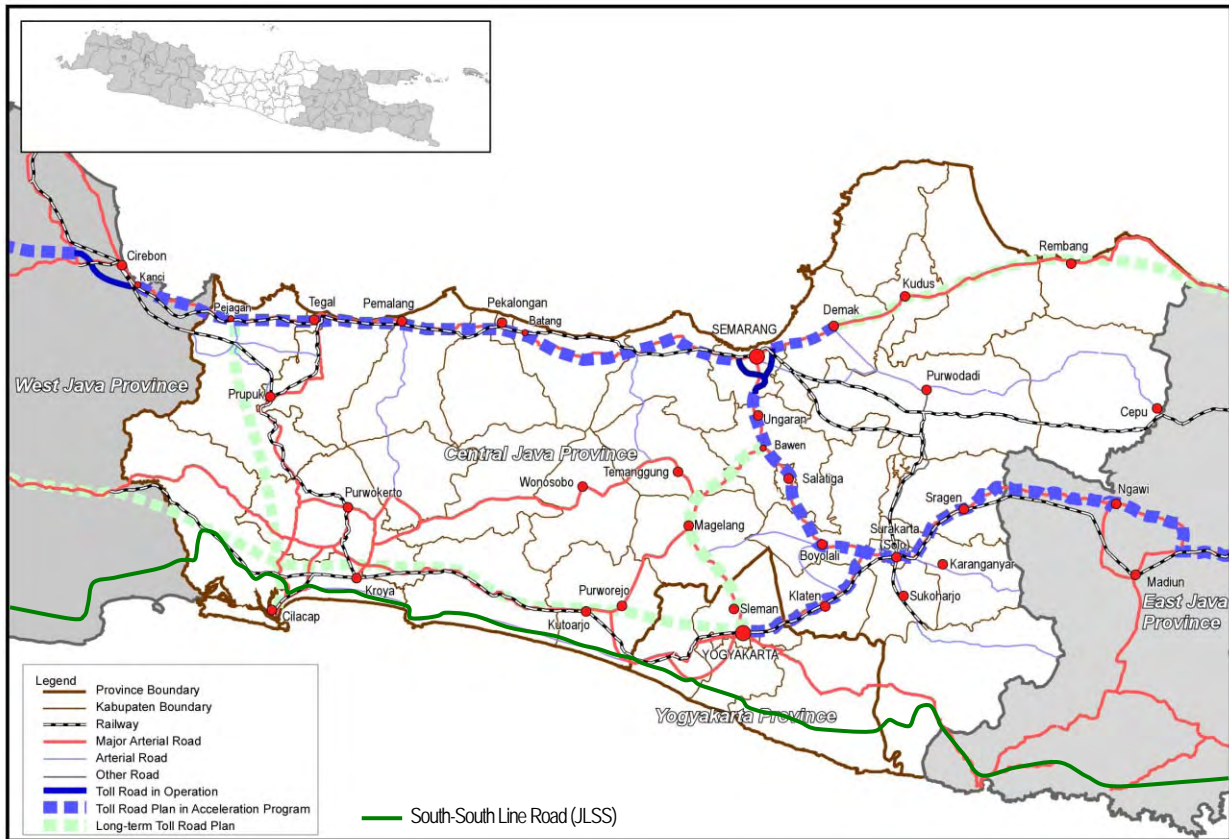 Rembang
Cirebon
Kanci
Kudus
Pejagan
Tegal
Pemalang
Pekalongan
Batang
Demak
SEMARANG
West Java Province
Prupuk
Purwodadi
Cepu
Ungaran
Bawen
Central Java Province
Temanggung
Wonosobo
Salatiga
Purwokerto
Sragen
Ngawi
Magelang
Surakarta
(Solo)
Boyolali
Karanganyar
Madiun
Kroya
Purworejo
Sleman
Klaten
Sukoharjo
East Java
Province
Cilacap
Kutoarjo
YOGYAKARTA
Yogyakarta Province
Legend
Province Boundary
Kabupaten Boundary
Railway
Major Arterial Road
Arterial Road
Other Road
Toll Road in Operation
Toll Road Plan in Acceleration Program
Long-term Toll Road Plan
South-South Line Road (JLSS)